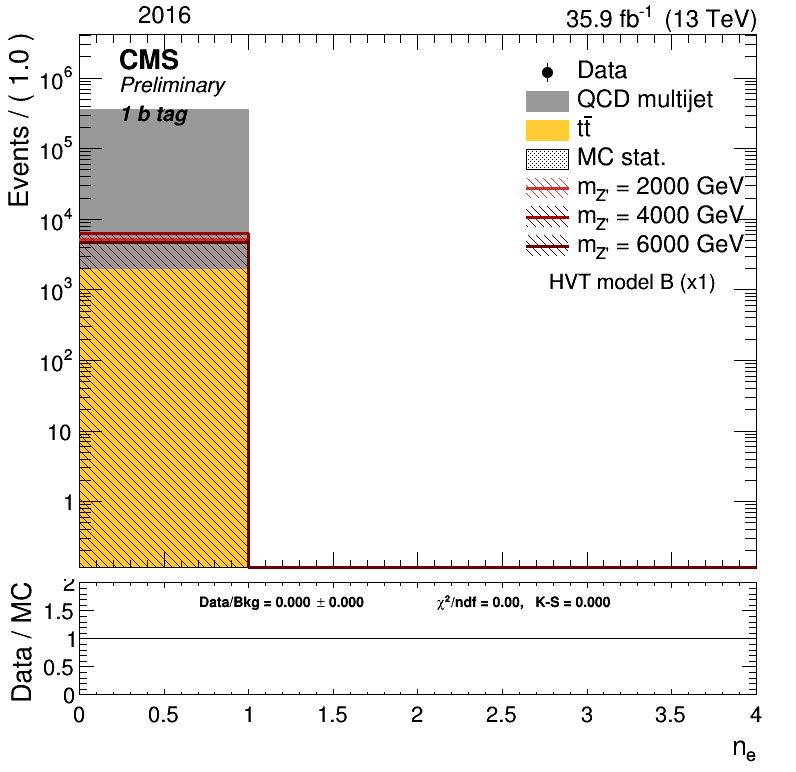 2016
35.9 fb⁻¹ (13 TeV)
Events / ( 1.0 )
CMS
Preliminary
1 b tag
Data
QCD multijet
tt̄
MC stat.
m_Z' = 2000 GeV
m_Z' = 4000 GeV
m_Z' = 6000 GeV
HVT model B (x1)
10⁶
10⁵
10⁴
10³
10²
10
1
Data / MC
2
1.5
1
0.5
0
Data/Bkg = 0.000 ± 0.000 χ²/ndf = 0.00, K-S = 0.000
0 0.5 1 1.5 2 2.5 3 3.5 4
n_e